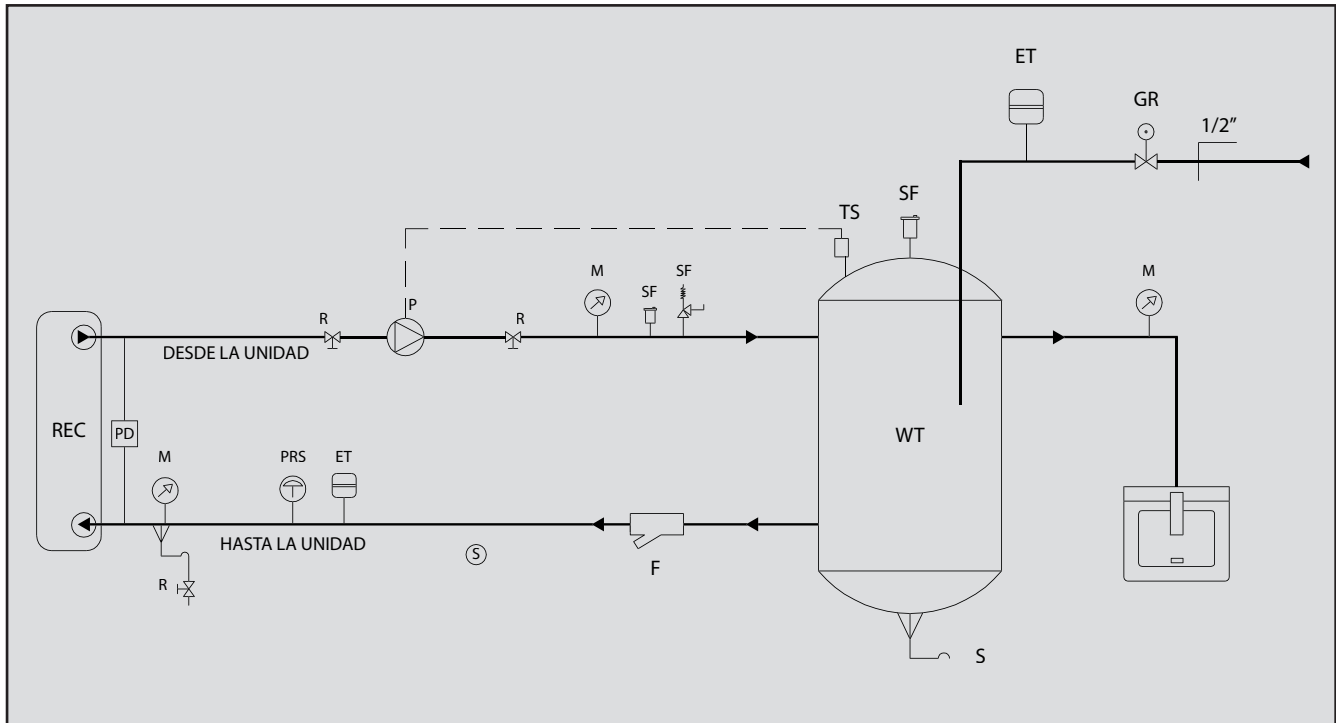 ET
GR
1/2"
TS
SF
M
SF
SF
M
R
P
R
DESDE LA UNIDAD
REC
PD
WT
M
PRS
ET
HASTA LA UNIDAD
S
F
R
S